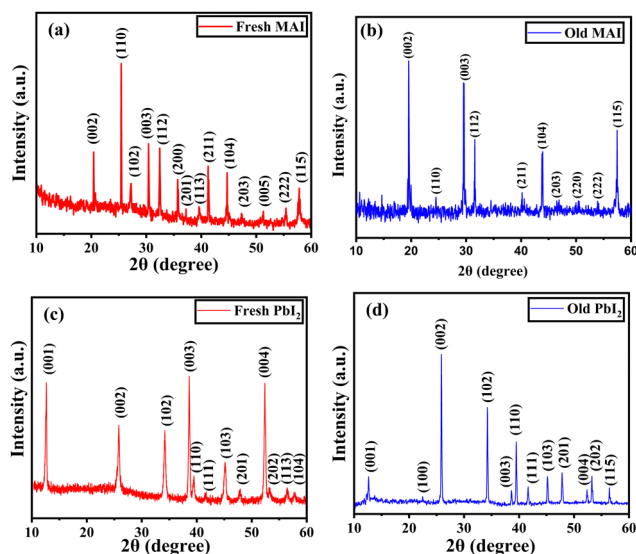 (a)
Fresh MAI
(002)
(110)
(102)
(003)
(112)
(200)
(201)
(113)
(211)
(104)
(203)
(005)
(222)
(115)
Intensity (a.u.)
10 20 30 40 50 60
2θ (degree)
(b)
Old MAI
(002)
(110)
(003)
(112)
(211)
(104)
(203)
(220)
(222)
(115)
Intensity (a.u.)
10 20 30 40 50 60
2θ (degree)
(c)
Fresh PbI₂
(001)
(002)
(102)
(003)
(110)
(111)
(103)
(201)
(004)
(202)
(113)
(104)
Intensity (a.u.)
10 20 30 40 50 60
2θ (degree)
(d)
Old PbI₂
(001)
(100)
(002)
(102)
(003)
(110)
(111)
(103)
(201)
(004)
(202)
(115)
Intensity (a.u.)
10 20 30 40 50 60
2θ (degree)